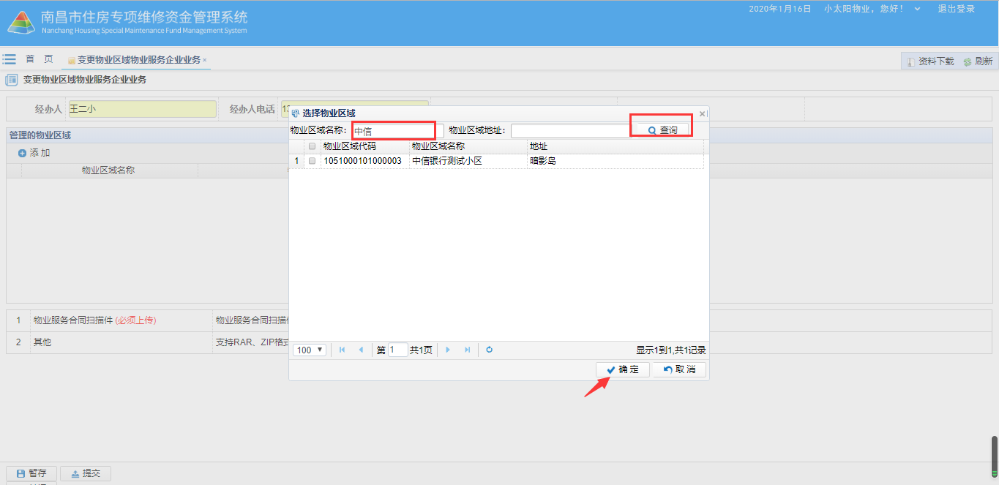 南昌市住房专项维修资金管理系统
Nanchang Housing Special Maintenance Fund Management System
2020年1月16日 小太阳物业，您好！ 退出登录
首 页 变更物业区域物业服务企业业务 ×
资料下载 刷新
变更物业区域物业服务企业业务
经办人 王二小 经办人电话
选择物业区域
物业区域名称： 中信 物业区域地址： 查询
物业区域代码 物业区域名称 地址
1 1051000101000003 中信银行测试小区 暗影岛
管理的物业区域
添 加
物业区域名称
1 物业服务合同扫描件 (必须上传) 物业服务合同扫描
2 其他 支持RAR、ZIP格式
100 第 1 共1页 显示1到1,共1记录
确 定 取 消
暂存 提交